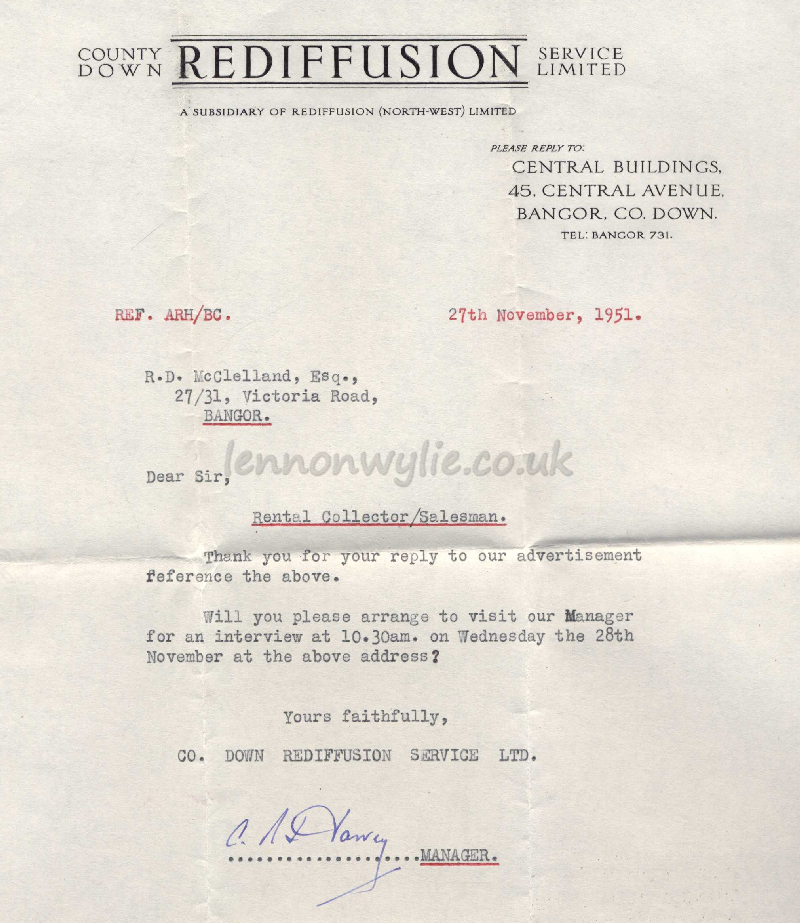 COUNTY DOWN REDIFFUSION SERVICE LIMITED
A SUBSIDIARY OF REDIFFUSION (NORTH-WEST) LIMITED
PLEASE REPLY TO:
CENTRAL BUILDINGS,
45, CENTRAL AVENUE,
BANGOR, CO. DOWN.
TEL: BANGOR 731.
REF. ARH/BC. 27th November, 1951.
R.D. McClelland, Esq.,
27/31, Victoria Road,
BANGOR.
lennonwylie.co.uk
Dear Sir,
Rental Collector/Salesman.
Thank you for your reply to our advertisement
reference the above.
Will you please arrange to visit our Manager
for an interview at 10.30am. on Wednesday the 28th
November at the above address?
Yours faithfully,
CO. DOWN REDIFFUSION SERVICE LTD.
....................MANAGER.